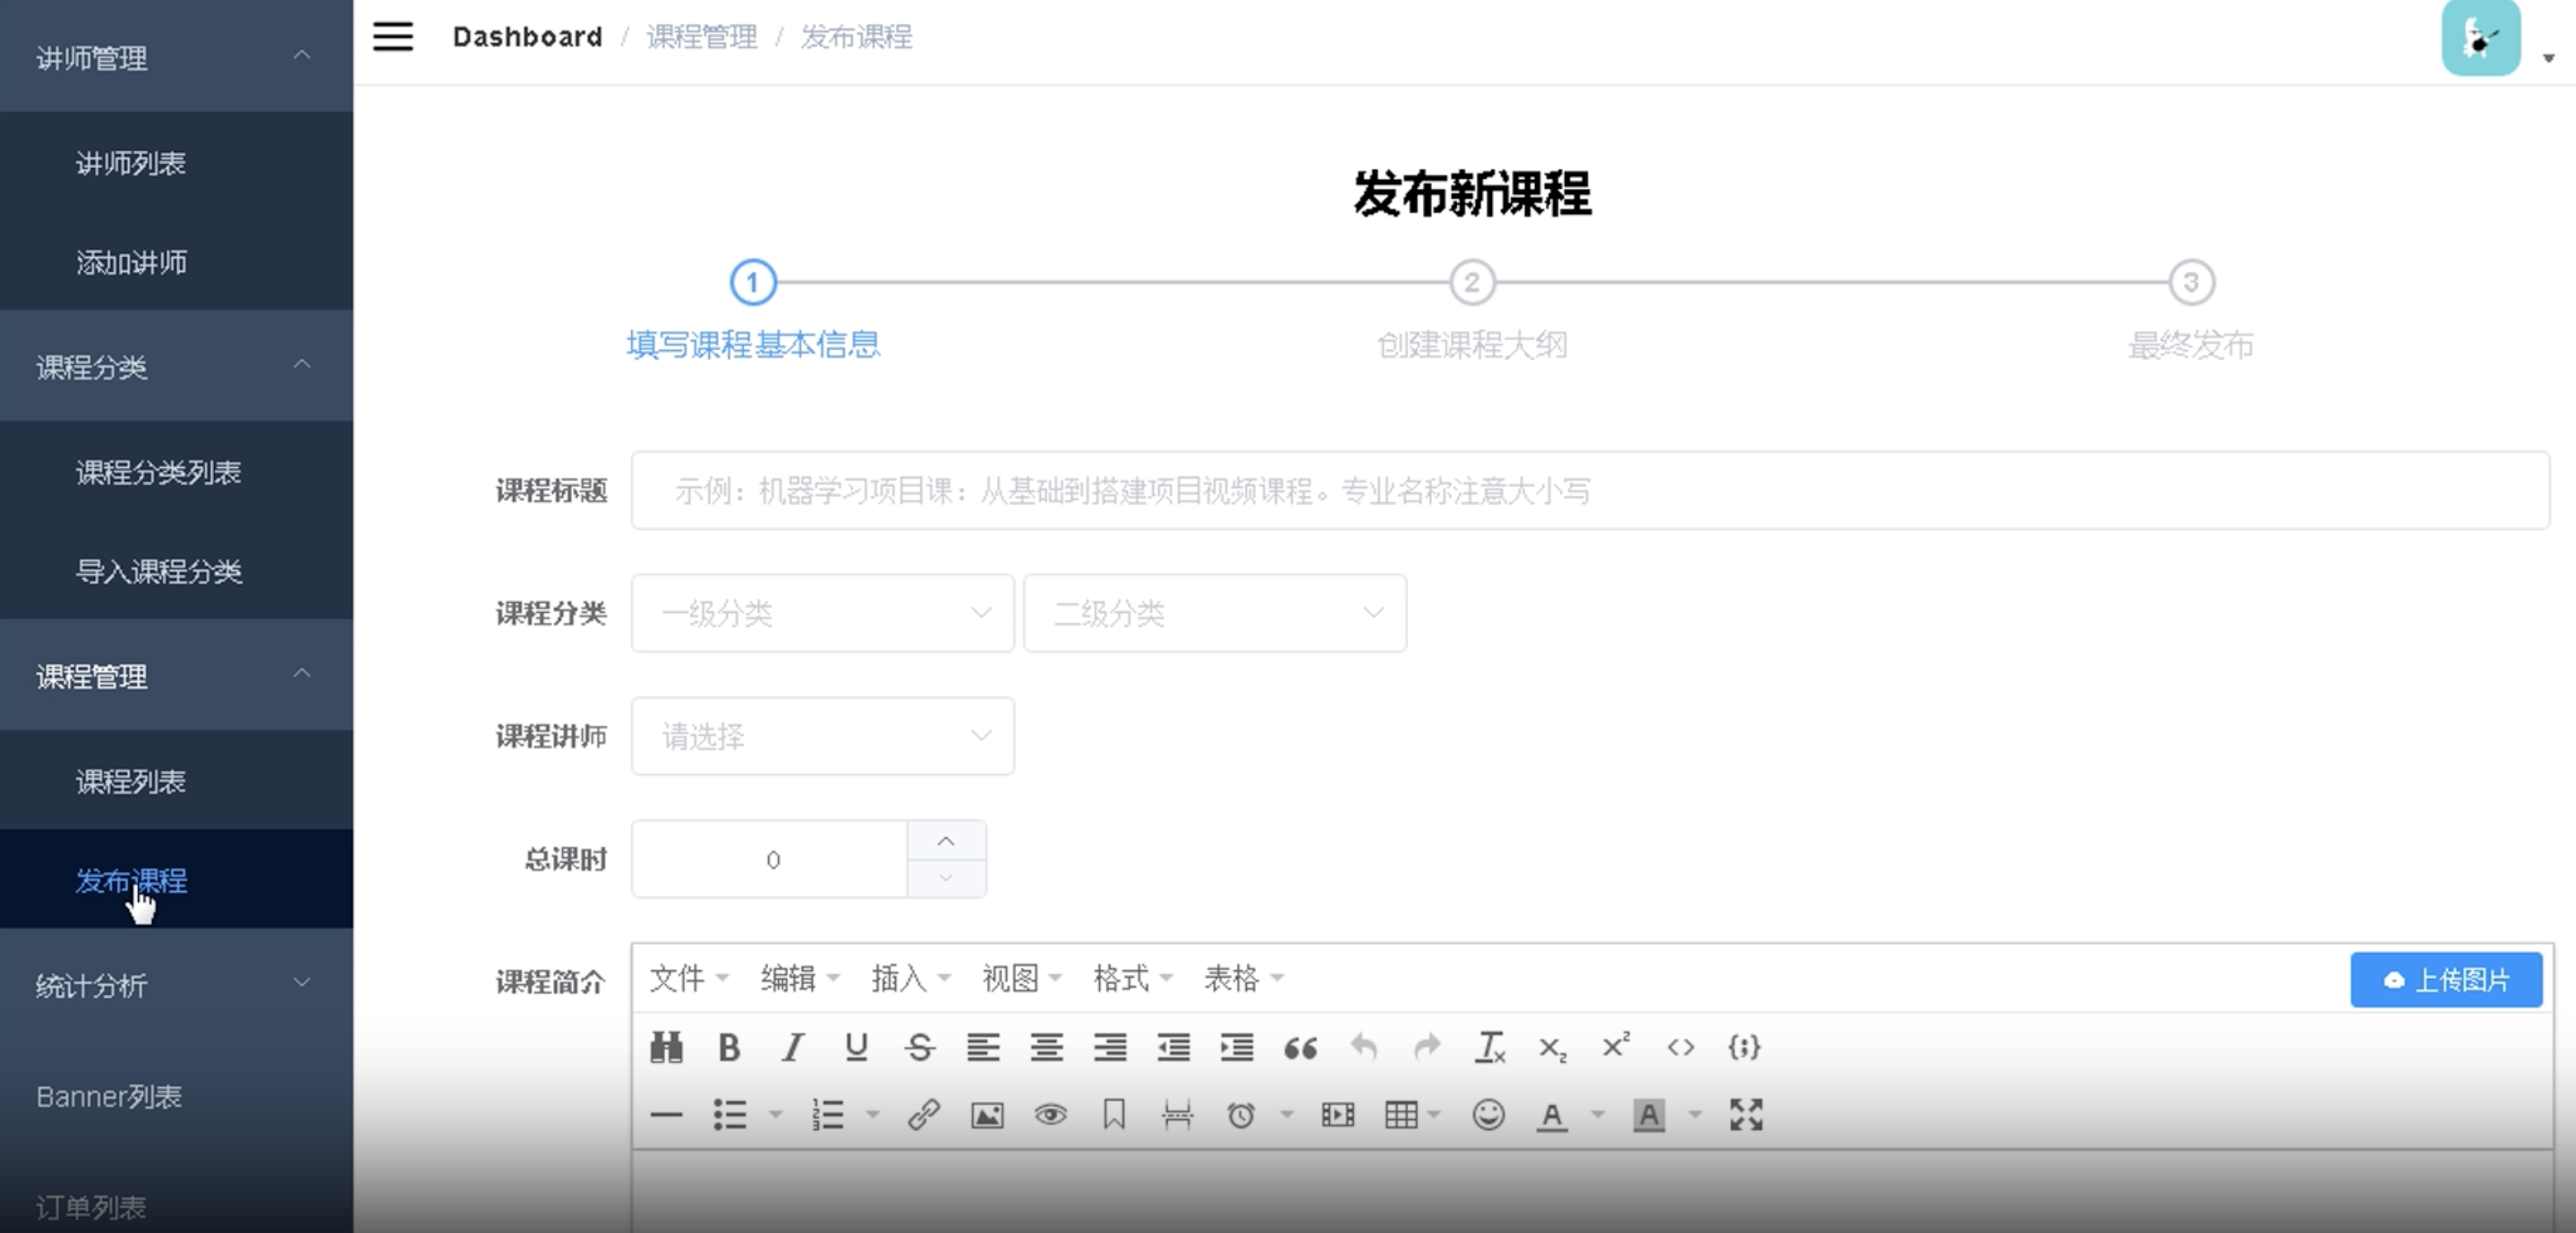 讲师管理
讲师列表
添加讲师
课程分类
课程分类列表
导入课程分类
课程管理
课程列表
发布课程
统计分析
Banner列表
订单列表
Dashboard / 课程管理 / 发布课程
发布新课程
1 2 3
填写课程基本信息 创建课程大纲 最终发布
课程标题 示例：机器学习项目课：从基础到搭建项目视频课程。专业名称注意大小写
课程分类 一级分类 二级分类
课程讲师 请选择
总课时 0
课程简介 文件 编辑 插入 视图 格式 表格 上传图片